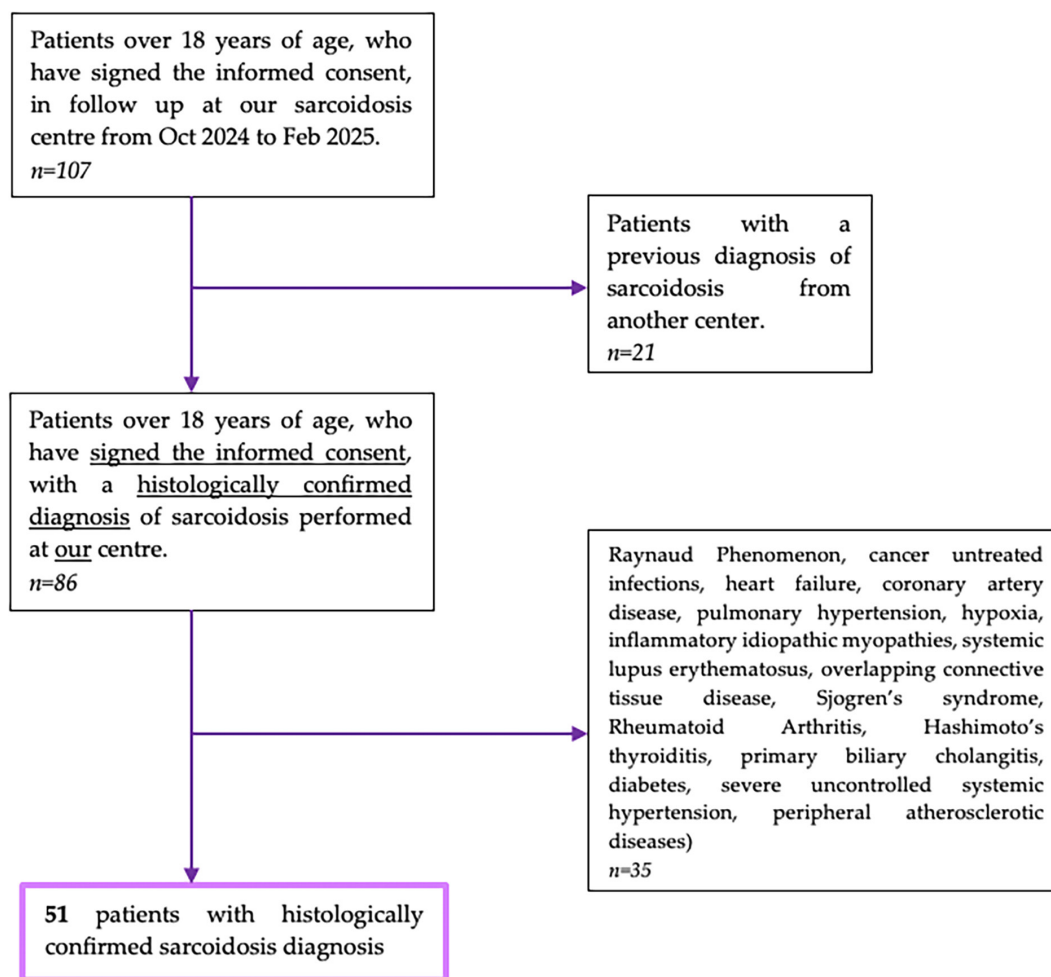 Patients over 18 years of age, who
have signed the informed consent,
in follow up at our sarcoidosis
centre from Oct 2024 to Feb 2025.
n=107
Patients with a
previous diagnosis of
sarcoidosis from
another center.
n=21
Patients over 18 years of age, who
have signed the informed consent,
with a histologically confirmed
diagnosis of sarcoidosis performed
at our centre.
n=86
Raynaud Phenomenon, cancer untreated
infections, heart failure, coronary artery
disease, pulmonary hypertension, hypoxia,
inflammatory idiopathic myopathies, systemic
lupus erythematosus, overlapping connective
tissue disease, Sjogren’s syndrome,
Rheumatoid Arthritis, Hashimoto’s
thyroiditis, primary biliary cholangitis,
diabetes, severe uncontrolled systemic
hypertension, peripheral atherosclerotic
diseases)
n=35
51 patients with histologically
confirmed sarcoidosis diagnosis